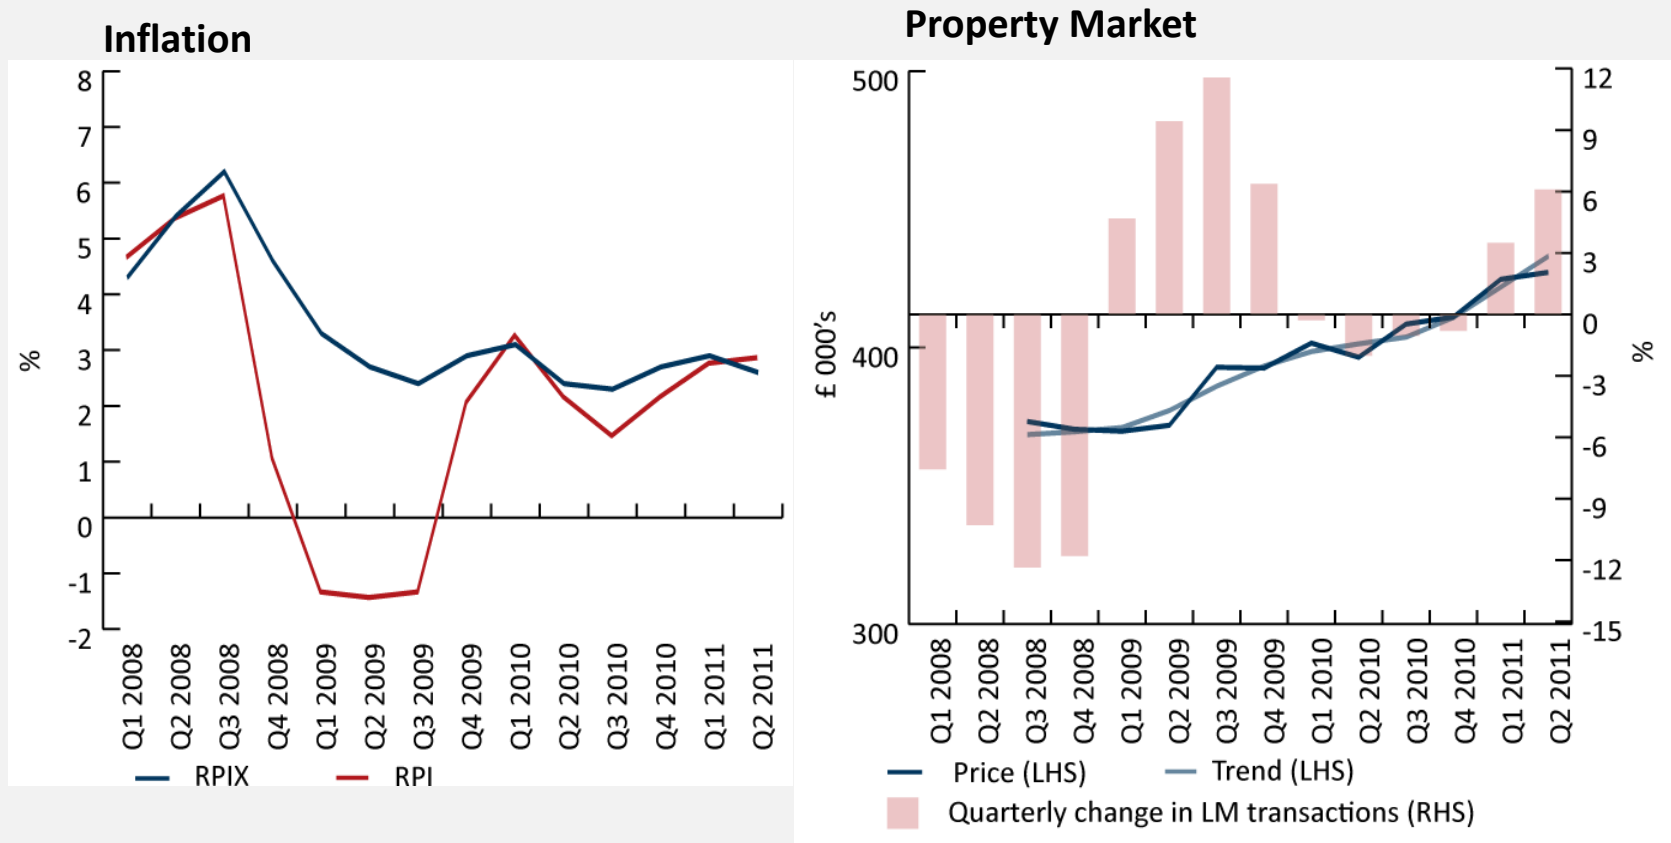 Inflation
8
7
6
5
4
3
2
1
0
-1
-2
%
Q1 2008
Q2 2008
Q3 2008
Q4 2008
Q1 2009
Q2 2009
Q3 2009
Q4 2009
Q1 2010
Q2 2010
Q3 2010
Q4 2010
Q1 2011
Q2 2011
RPIX
RPI
Property Market
500
400
300
£ 000’s
12
9
6
3
0
-3
-6
-9
-12
-15
%
Q1 2008
Q2 2008
Q3 2008
Q4 2008
Q1 2009
Q2 2009
Q3 2009
Q4 2009
Q1 2010
Q2 2010
Q3 2010
Q4 2010
Q1 2011
Q2 2011
Price (LHS)
Trend (LHS)
Quarterly change in LM transactions (RHS)